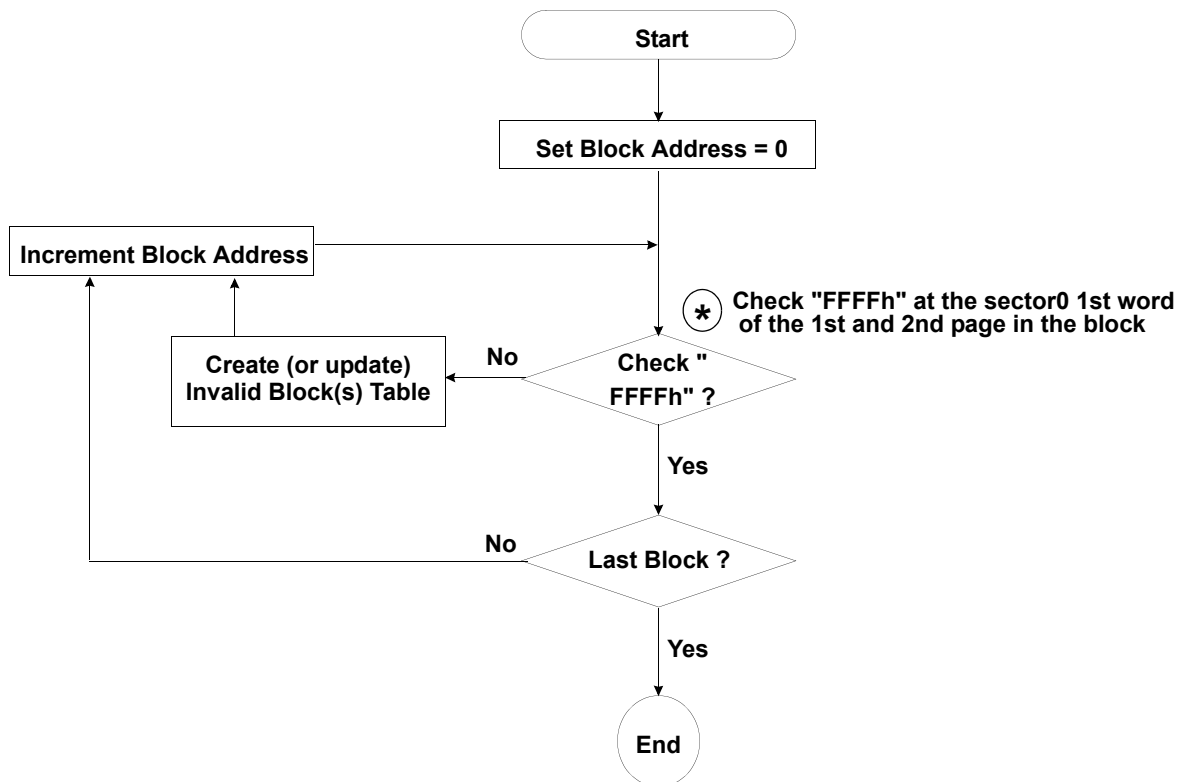 Start
Set Block Address = 0
Increment Block Address
* Check "FFFFh" at the sector0 1st word
of the 1st and 2nd page in the block
No
Create (or update)
Invalid Block(s) Table
Check "
FFFFh" ?
Yes
No
Last Block ?
Yes
End